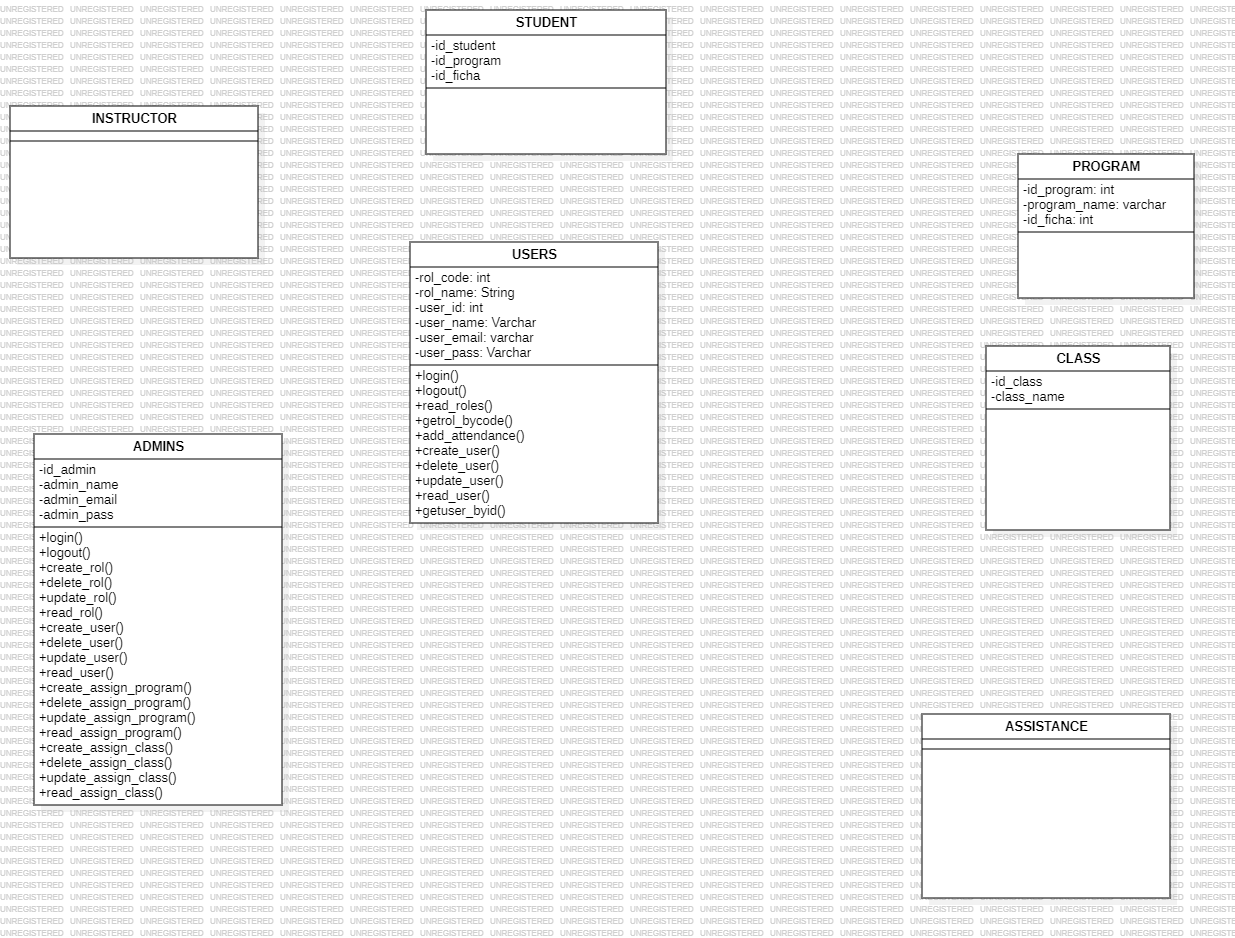 STUDENT
-id_student
-id_program
-id_ficha
INSTRUCTOR
PROGRAM
-id_program: int
-program_name: varchar
-id_ficha: int
USERS
-rol_code: int
-rol_name: String
-user_id: int
-user_name: Varchar
-user_email: varchar
-user_pass: Varchar
+login()
+logout()
+read_roles()
+getrol_bycode()
+add_attendance()
+create_user()
+delete_user()
+update_user()
+read_user()
+getuser_byid()
CLASS
-id_class
-class_name
ADMINS
-id_admin
-admin_name
-admin_email
-admin_pass
+login()
+logout()
+create_rol()
+delete_rol()
+update_rol()
+read_rol()
+create_user()
+delete_user()
+update_user()
+read_user()
+create_assign_program()
+delete_assign_program()
+update_assign_program()
+read_assign_program()
+create_assign_class()
+delete_assign_class()
+update_assign_class()
+read_assign_class()
ASSISTANCE
UNREGISTERED